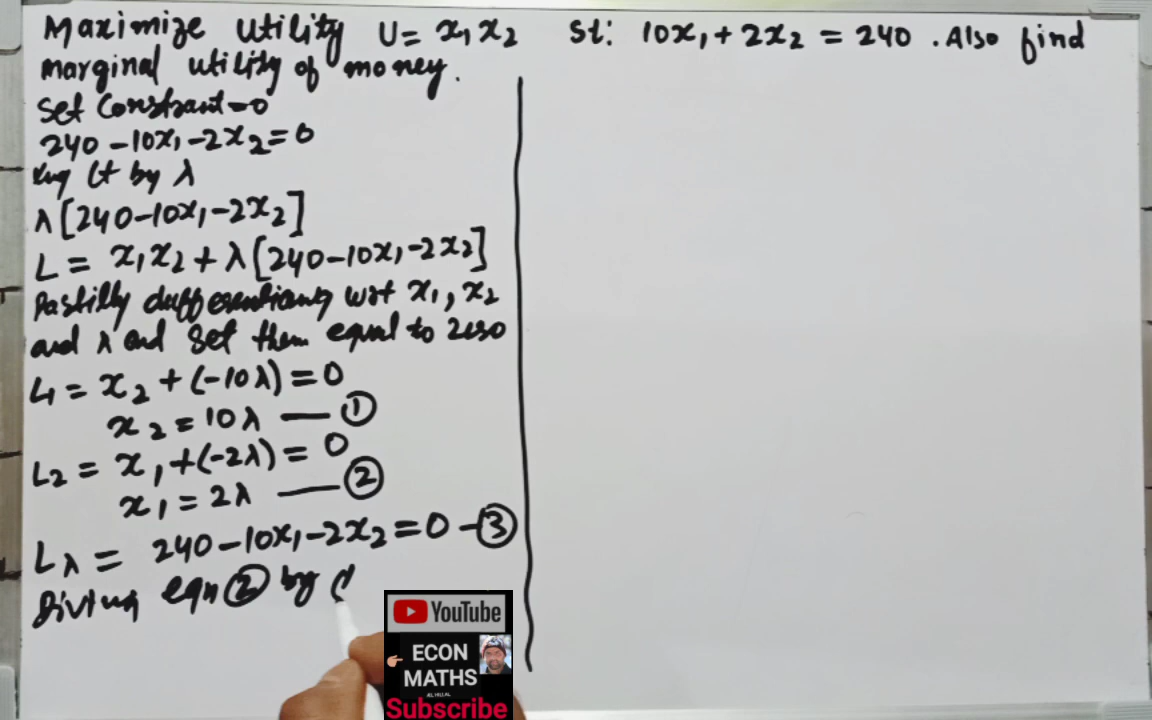 Maximize utility U = x₁x₂ St: 10x₁ + 2x₂ = 240 . Also find
marginal utility of money.
Set Constraint = 0
240 - 10x₁ - 2x₂ = 0
by λ
λ[240 - 10x₁ - 2x₂]
L = x₁x₂ + λ[240 - 10x₁ - 2x₂]
Partially differentiating wrt x₁, x₂
and λ and set them equal to zero
L₁ = x₂ + (-10λ) = 0
x₂ = 10λ — ①
L₂ = x₁ + (-2λ) = 0
x₁ = 2λ — ②
Lλ = 240 - 10x₁ - 2x₂ = 0 - ③
Diving eqn ② by
YouTube
ECON
MATHS
Subscribe